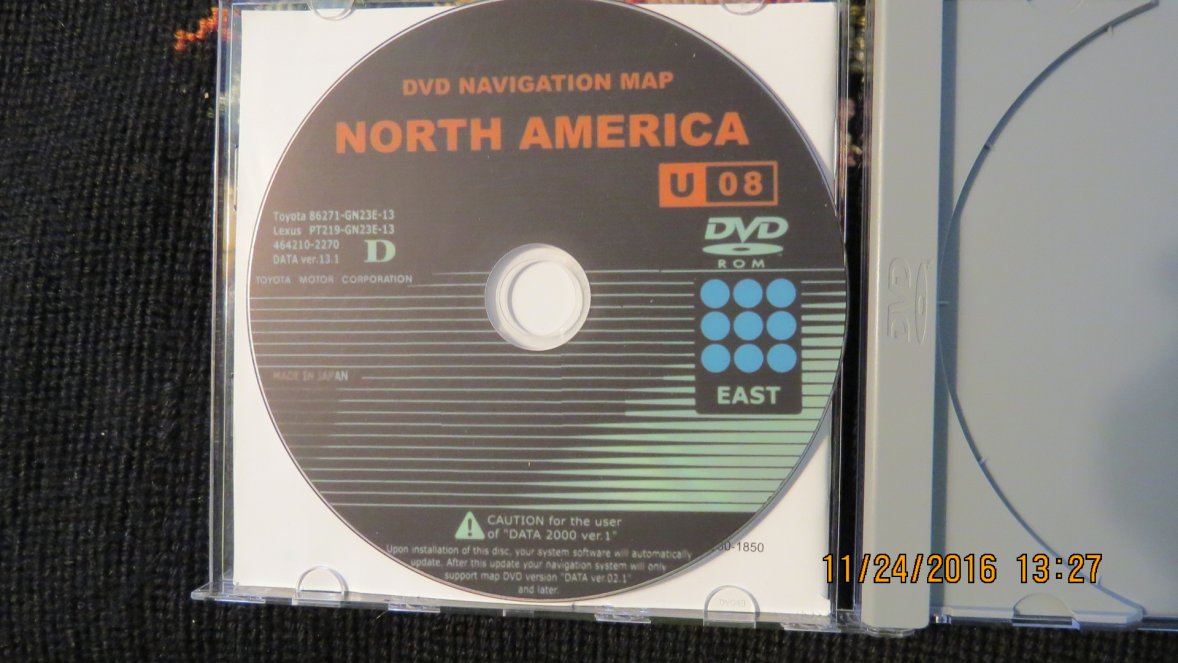 DVD NAVIGATION MAP
NORTH AMERICA
U 08
Toyota 86271-GN23E-13
Lexus PT219-GN23E-13
464210-2270
DATA ver.13.1
D
TOYOTA MOTOR CORPORATION
DVD
ROM
MADE IN JAPAN
EAST
CAUTION for the user
of "DATA 2000 ver.1"
Upon installation of this disc, your system software will automatically
update. After this update your navigation system will only
support map DVD version "DATA ver.02.1"
and later.
0-1850
DVD
11/24/2016 13:27